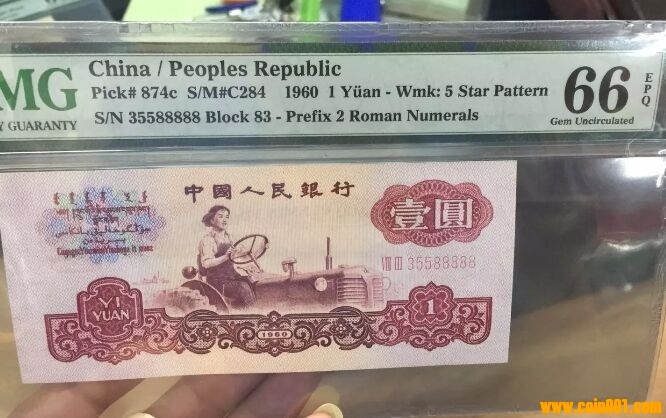 MG
China / Peoples Republic
Pick# 874c S/M#C284 1960 1 Yüan - Wmk: 5 Star Pattern
Y GUARANTY
S/N 35588888 Block 83 - Prefix 2 Roman Numerals
66
EPQ
Gem Uncirculated
中國人民銀行
壹圓
VIII III 35588888
YI
YUAN
1
1960
www.coin001.com